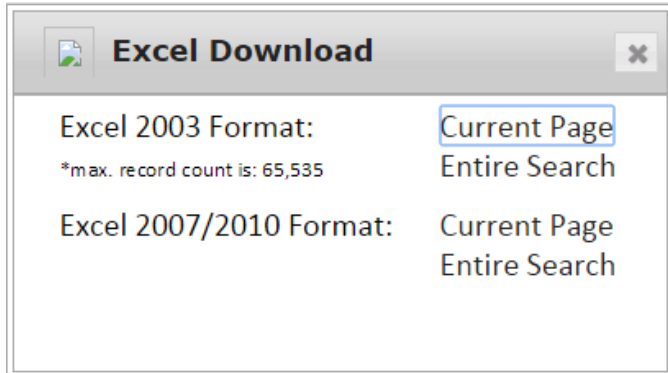 Excel Download
Excel 2003 Format: Current Page
*max. record count is: 65,535 Entire Search
Excel 2007/2010 Format: Current Page
Entire Search